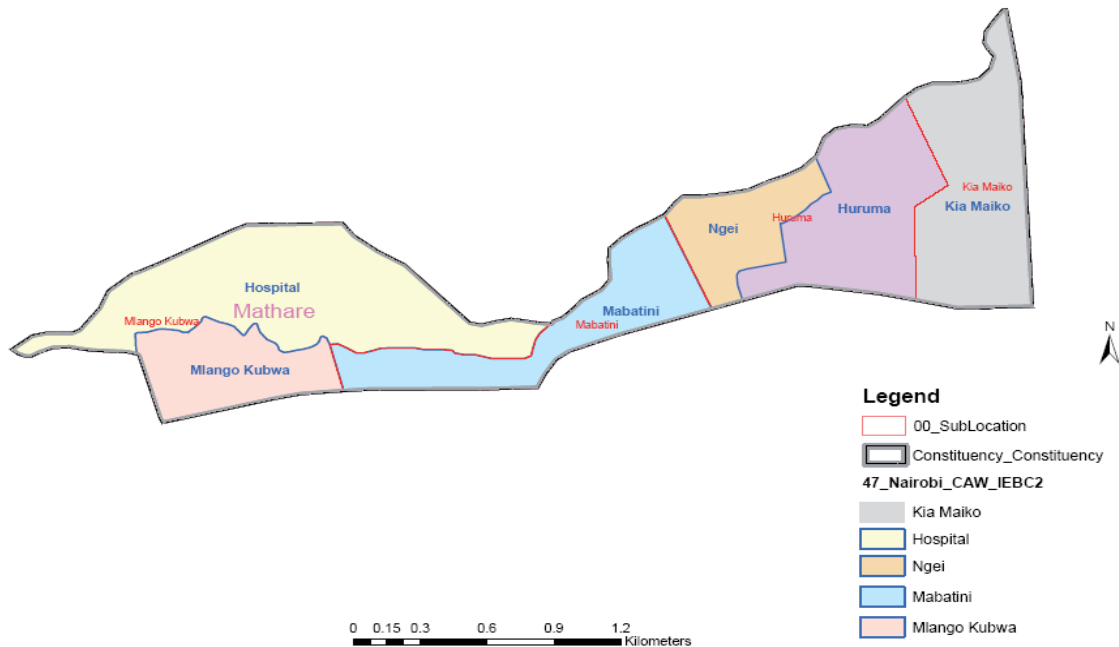 Kia Maiko
Kia Maiko
Huruma
Huruma
Ngei
Hospital
Mathare
Mlango Kubwa
Mabatini
Mabatini
Mlango Kubwa
N
Legend
00_SubLocation
Constituency_Constituency
47_Nairobi_CAW_IEBC2
Kia Maiko
Hospital
Ngei
Mabatini
Mlango Kubwa
0 0.15 0.3 0.6 0.9 1.2
Kilometers